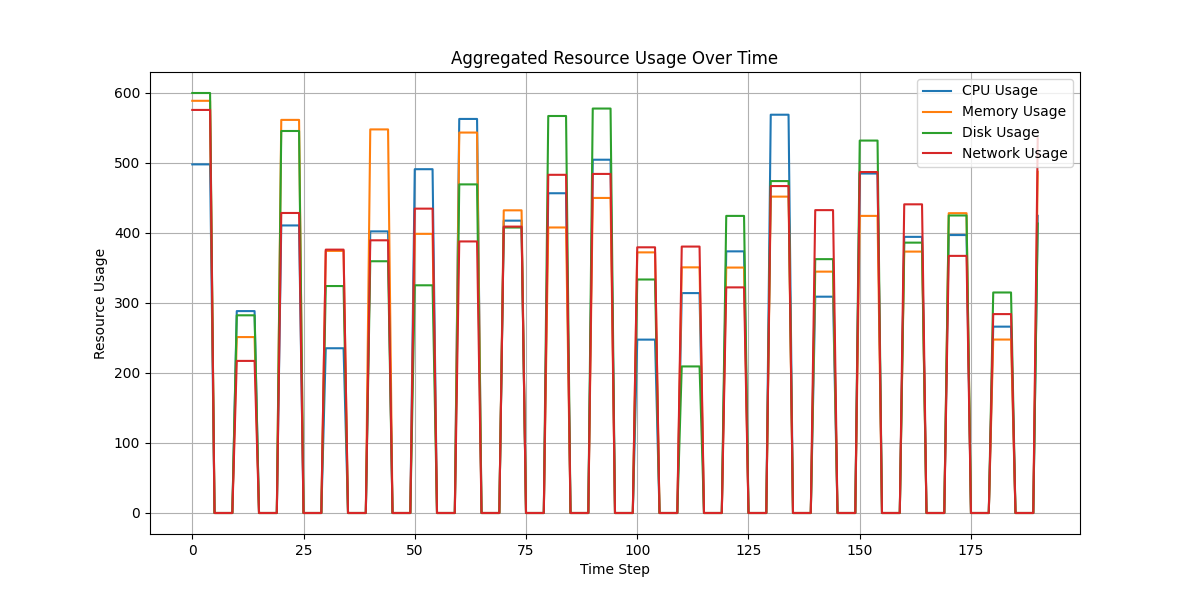 Aggregated Resource Usage Over Time
CPU Usage
Memory Usage
Disk Usage
Network Usage
Resource Usage
600
500
400
300
200
100
0
0 25 50 75 100 125 150 175
Time Step